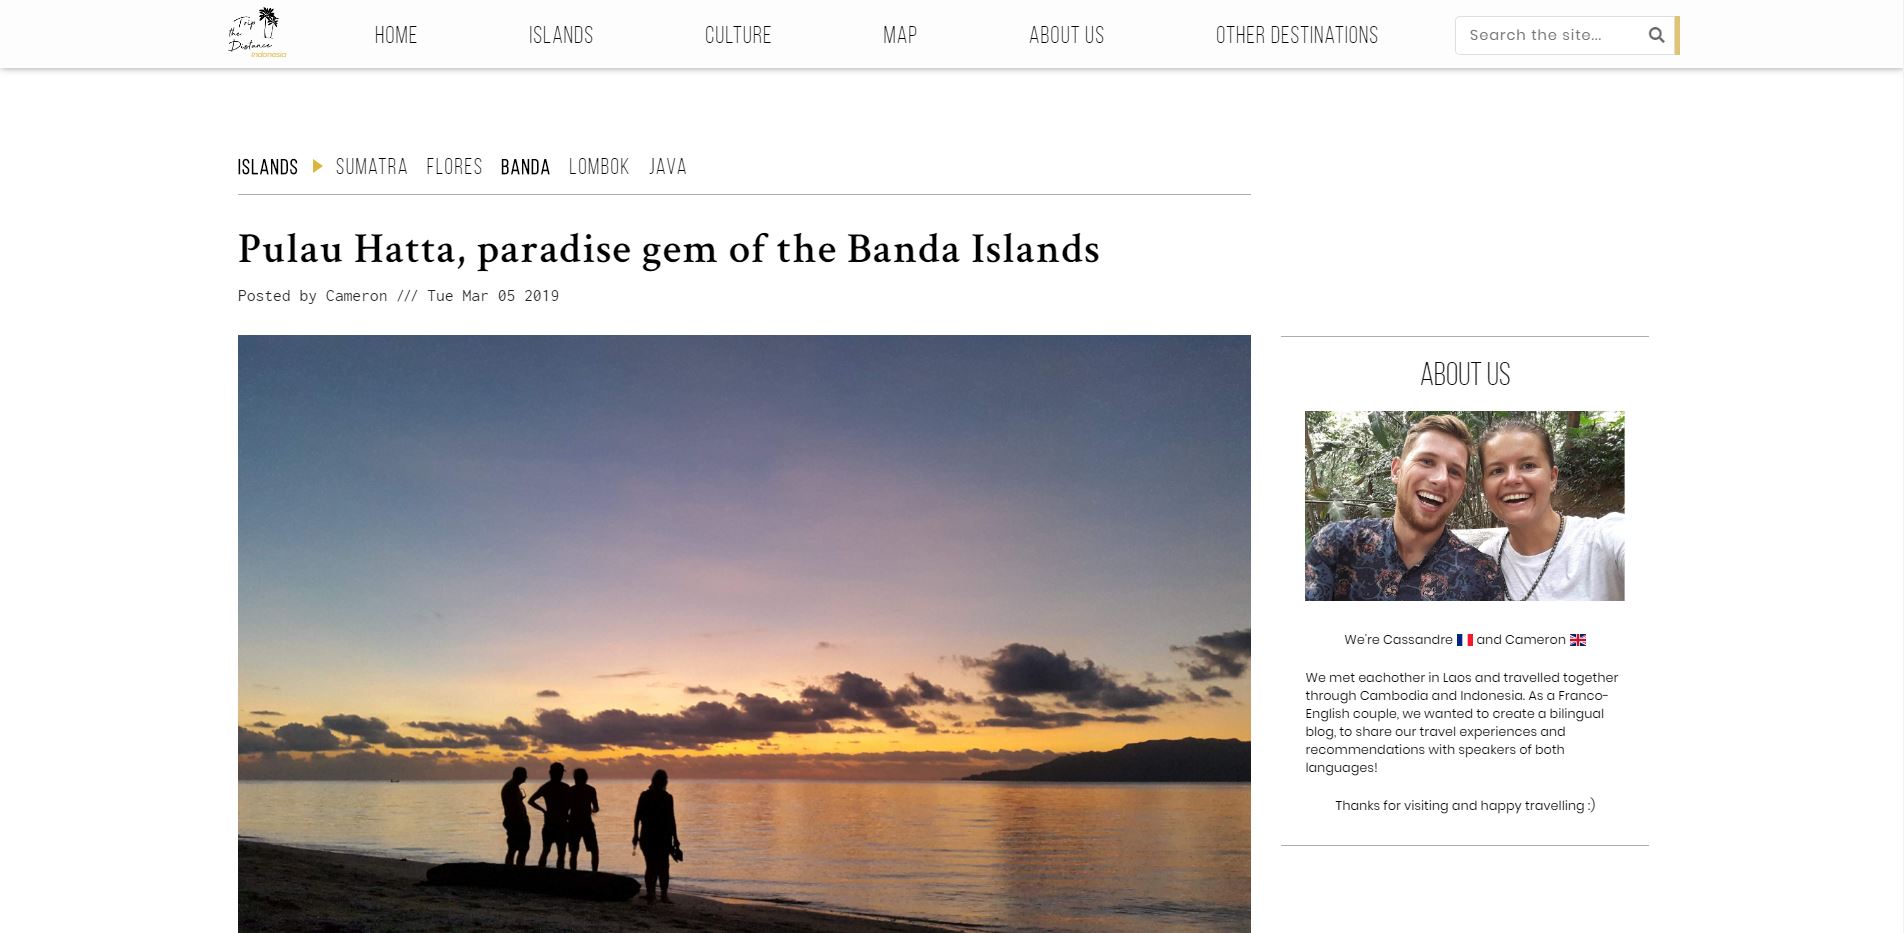 Trip
the
Distance
Indonesia
HOME
ISLANDS
CULTURE
MAP
ABOUT US
OTHER DESTINATIONS
Search the site...
ISLANDS SUMATRA FLORES BANDA LOMBOK JAVA
Pulau Hatta, paradise gem of the Banda Islands
Posted by Cameron /// Tue Mar 05 2019
ABOUT US
We're Cassandre 🇫🇷 and Cameron 🇬🇧
We met eachother in Laos and travelled together
through Cambodia and Indonesia. As a Franco-
English couple, we wanted to create a bilingual
blog, to share our travel experiences and
recommendations with speakers of both
languages!
Thanks for visiting and happy travelling :)